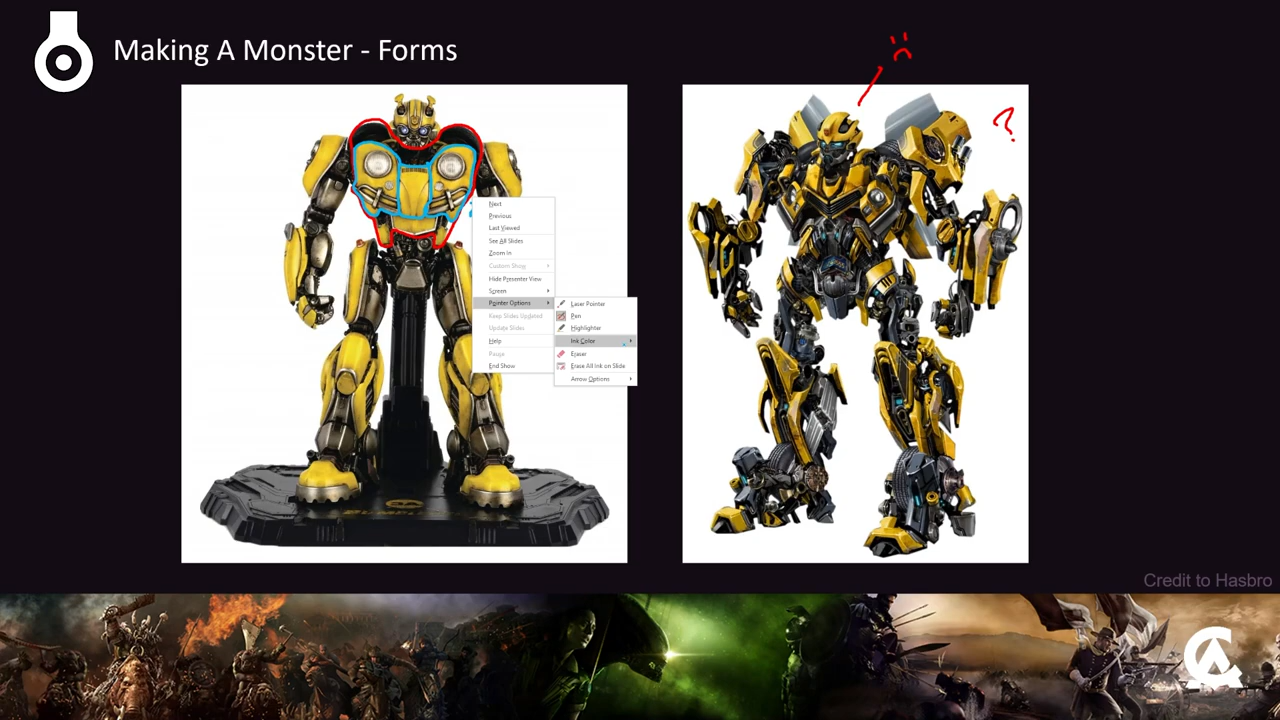 Making A Monster - Forms
?
Next
Previous
Last Viewed
See All Slides
Zoom In
Custom Show
Hide Presenter View
Screen
Pointer Options
Keep Slides Updated
Update Slides
Help
Pause
End Show
Laser Pointer
Pen
Highlighter
Ink Color
Eraser
Erase All Ink on Slide
Arrow Options
Credit to Hasbro